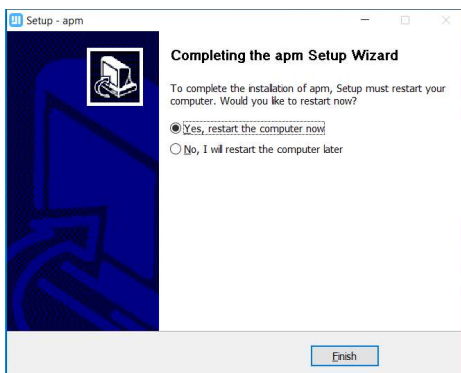 Setup - apm
Completing the apm Setup Wizard
To complete the installation of apm, Setup must restart your
computer. Would you like to restart now?
Yes, restart the computer now
No, I will restart the computer later
Finish